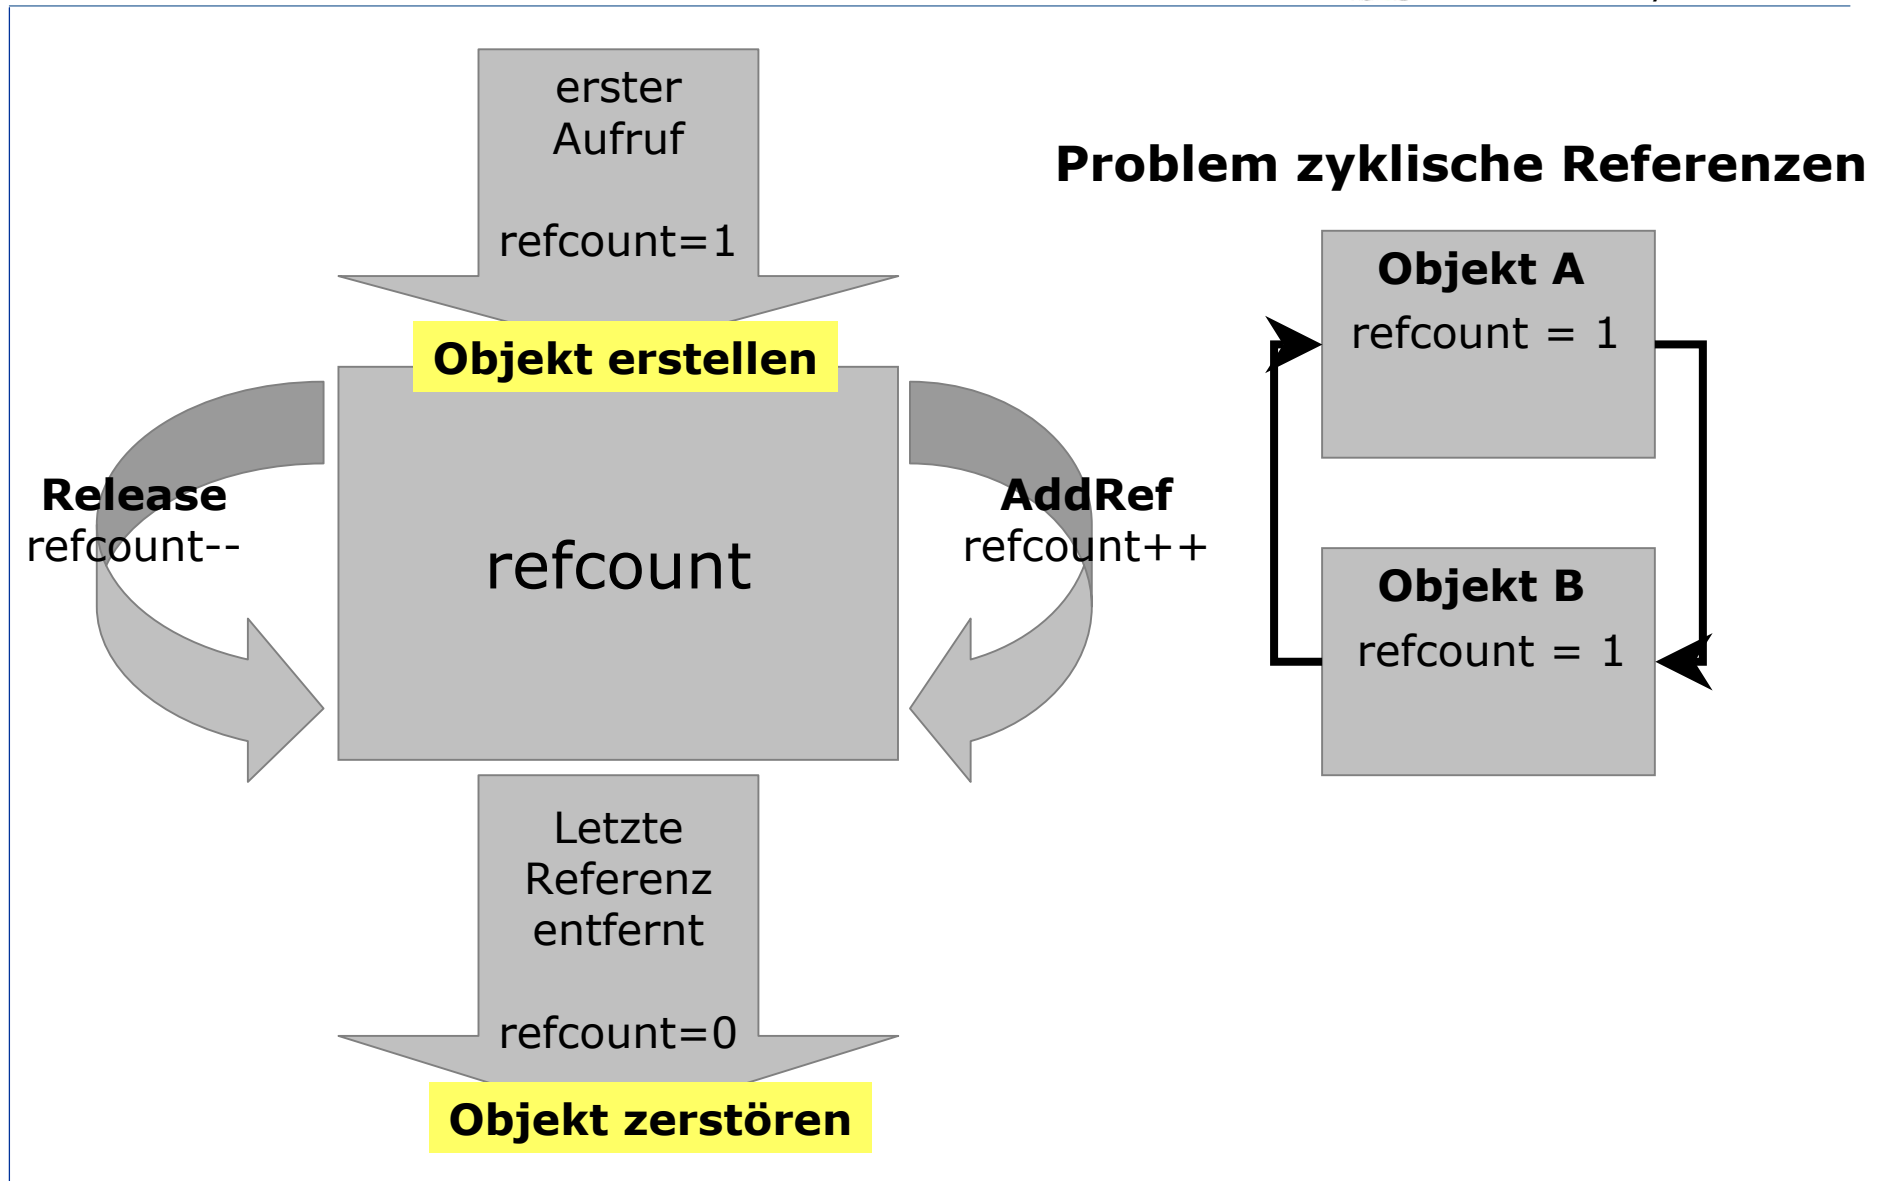 erster
Aufruf
refcount=1
Objekt erstellen
Release
refcount--
refcount
AddRef
refcount++
Letzte
Referenz
entfernt
refcount=0
Objekt zerstören
Problem zyklische Referenzen
Objekt A
refcount = 1
Objekt B
refcount = 1